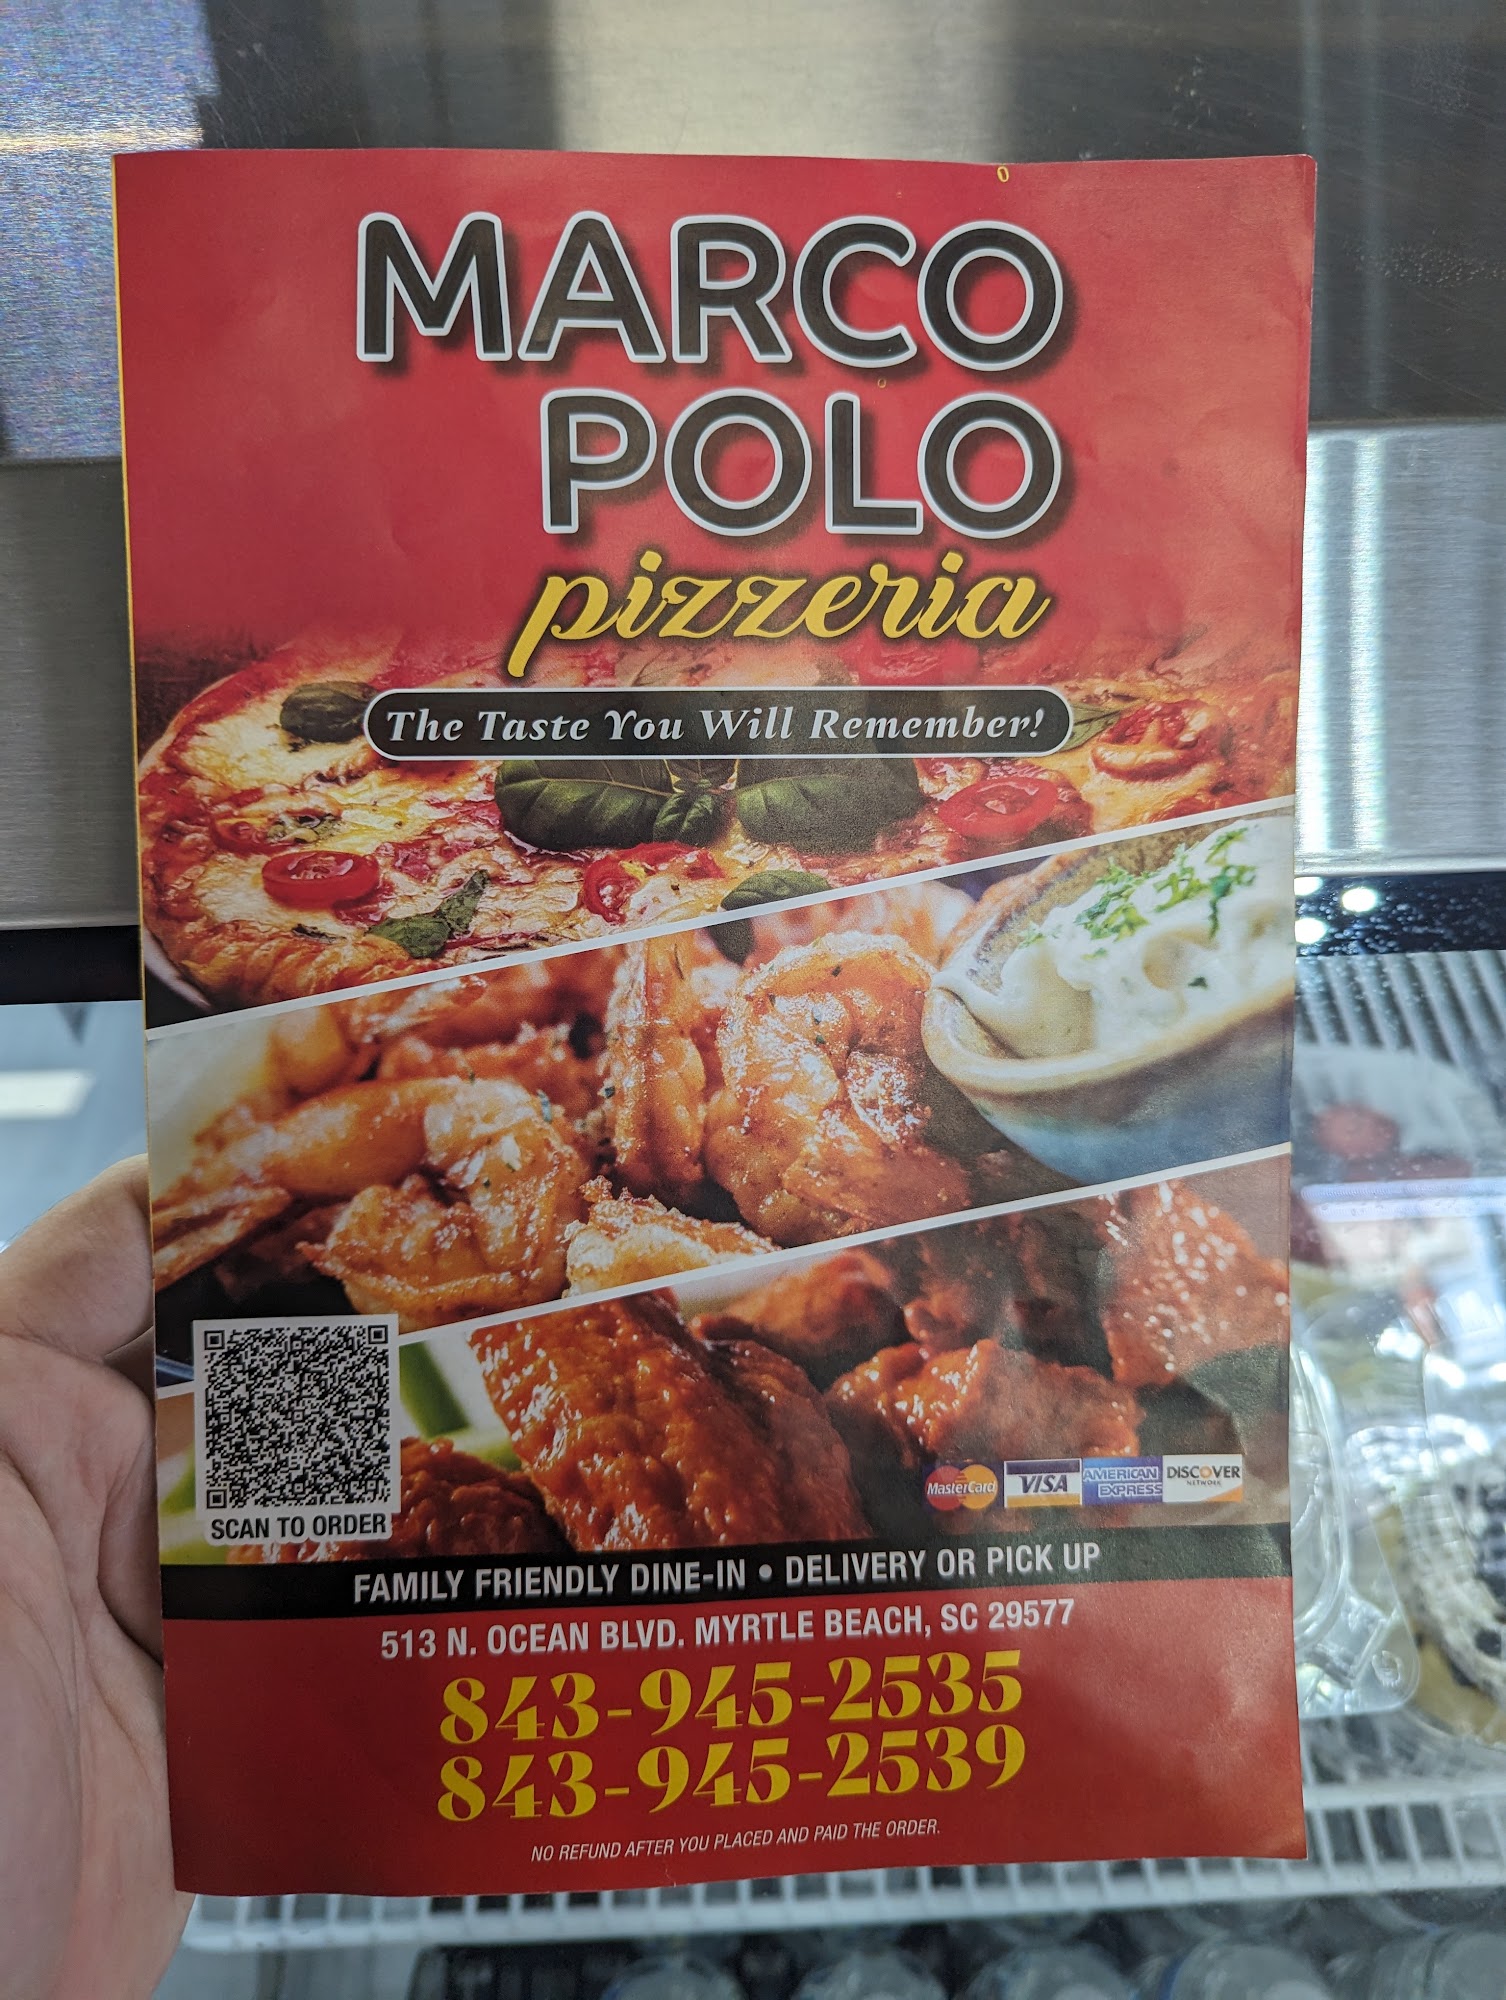 MARCO
POLO
pizzeria
The Taste You Will Remember!
MasterCard VISA AMERICAN EXPRESS DISCOVER NETWORK
SCAN TO ORDER
FAMILY FRIENDLY DINE-IN • DELIVERY OR PICK UP
513 N. OCEAN BLVD. MYRTLE BEACH, SC 29577
843-945-2535
843-945-2539
NO REFUND AFTER YOU PLACED AND PAID THE ORDER.